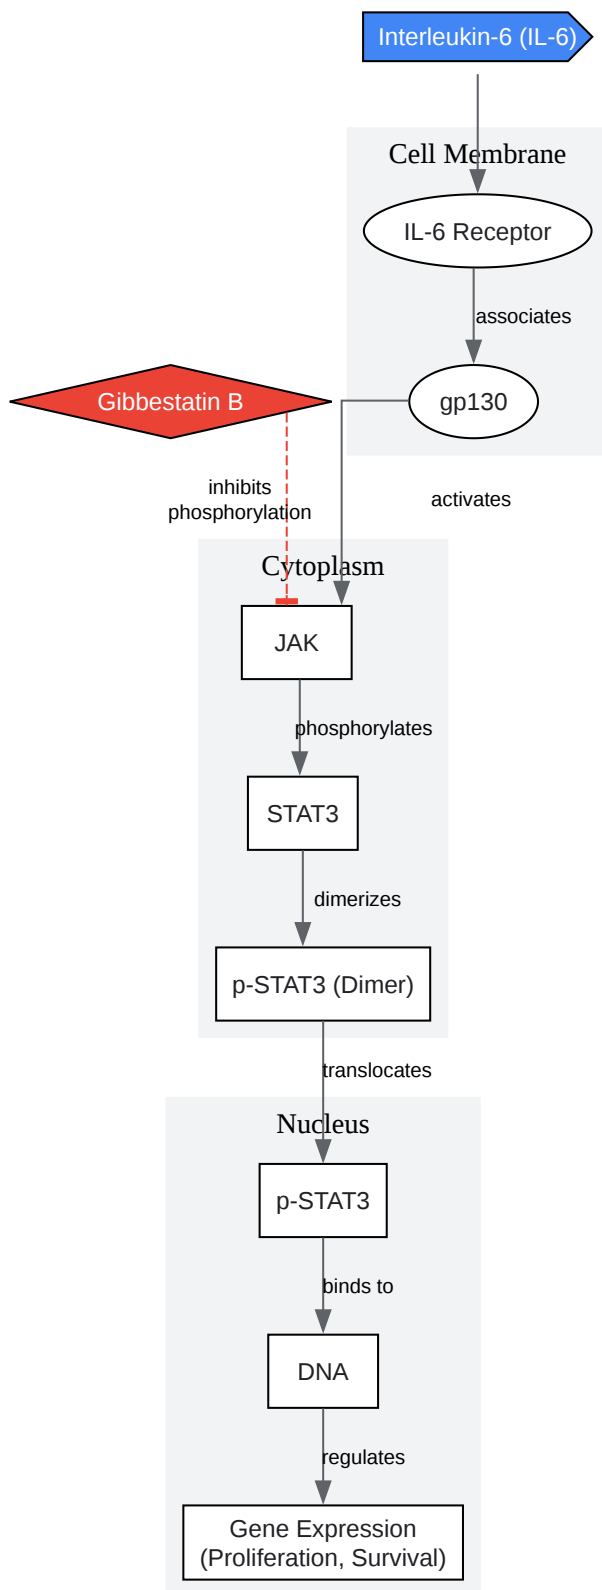 Interleukin-6 (IL-6)
Cell Membrane
IL-6 Receptor
associates
Gibbestatin B
gp130
inhibits
phosphorylation
activates
Cytoplasm
JAK
phosphorylates
STAT3
dimerizes
p-STAT3 (Dimer)
translocates
Nucleus
p-STAT3
binds to
DNA
regulates
Gene Expression
(Proliferation, Survival)